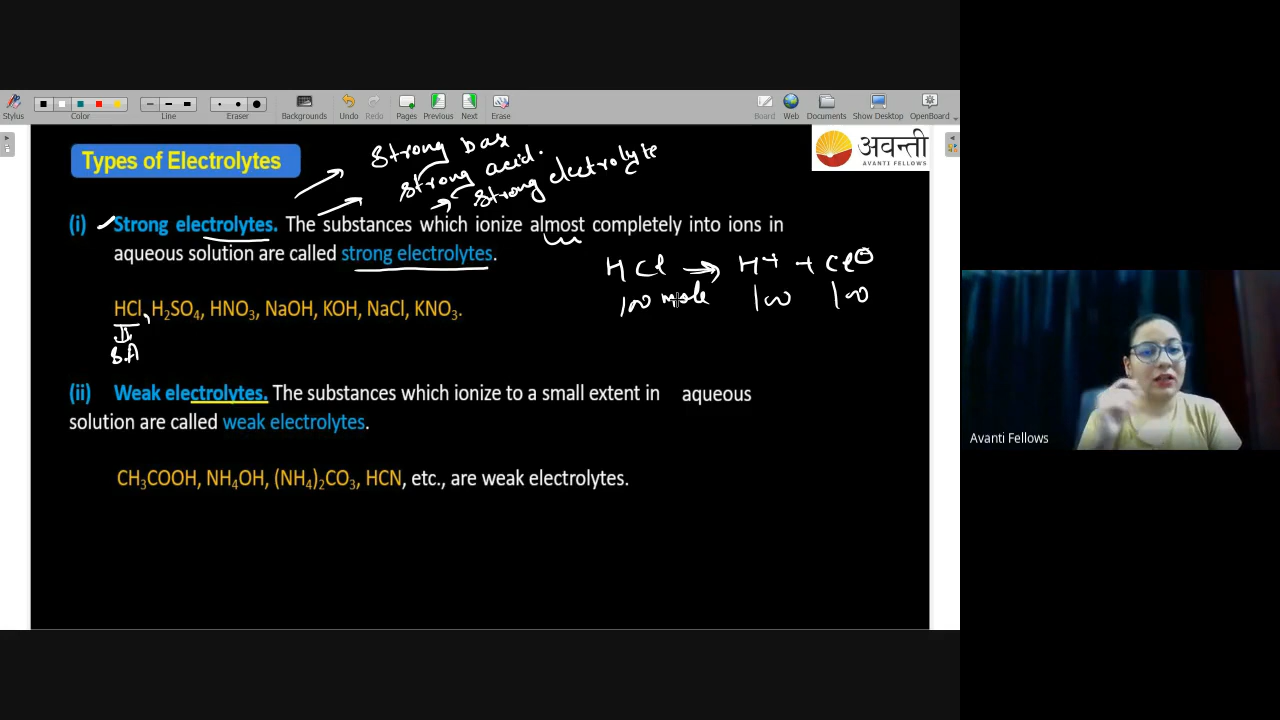 Stylus
Color
Line
Eraser
Backgrounds
Undo
Redo
Pages
Previous
Next
Erase
Board
Web
Documents
Show Desktop
OpenBoard
अवन्ती
AVANTI FELLOWS
Types of Electrolytes
Strong bas
Strong acid.
Strong electrolyte
(i) Strong electrolytes. The substances which ionize almost completely into ions in
aqueous solution are called strong electrolytes.
HCl → H+ + Cl⊖
100 mole 100 100
HCl, H₂SO₄, HNO₃, NaOH, KOH, NaCl, KNO₃.
S.A
(ii) Weak electrolytes. The substances which ionize to a small extent in aqueous
solution are called weak electrolytes.
CH₃COOH, NH₄OH, (NH₄)₂CO₃, HCN, etc., are weak electrolytes.
Avanti Fellows